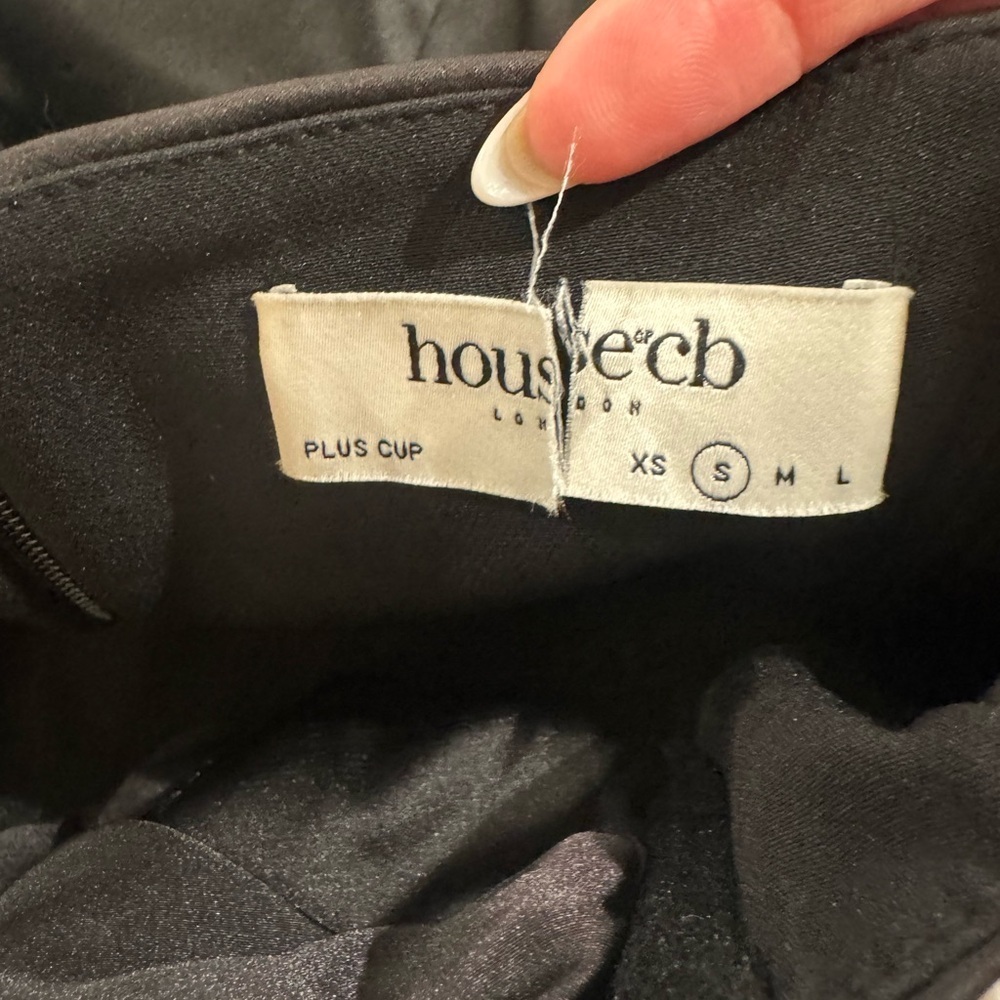 house OF cb
LONDON
PLUS CUP XS S M L